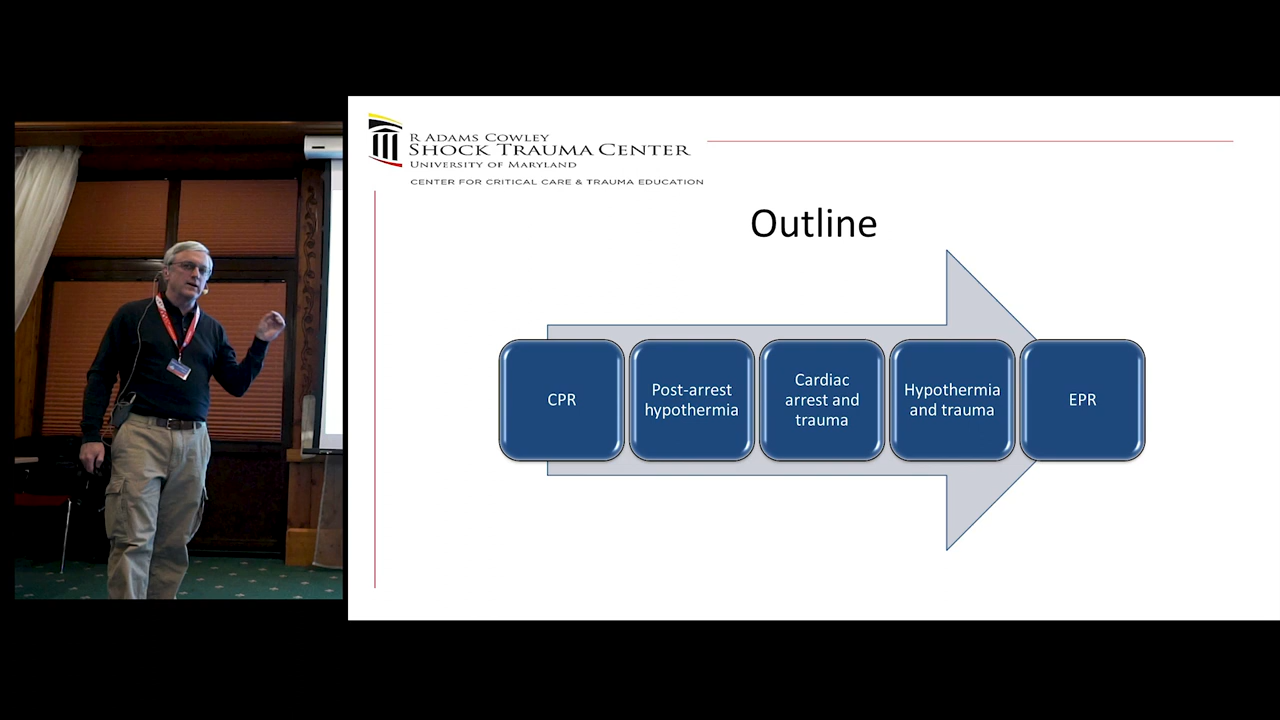 R ADAMS COWLEY
SHOCK TRAUMA CENTER
UNIVERSITY OF MARYLAND
CENTER FOR CRITICAL CARE & TRAUMA EDUCATION
Outline
CPR
Post-arrest
hypothermia
Cardiac
arrest and
trauma
Hypothermia
and trauma
EPR